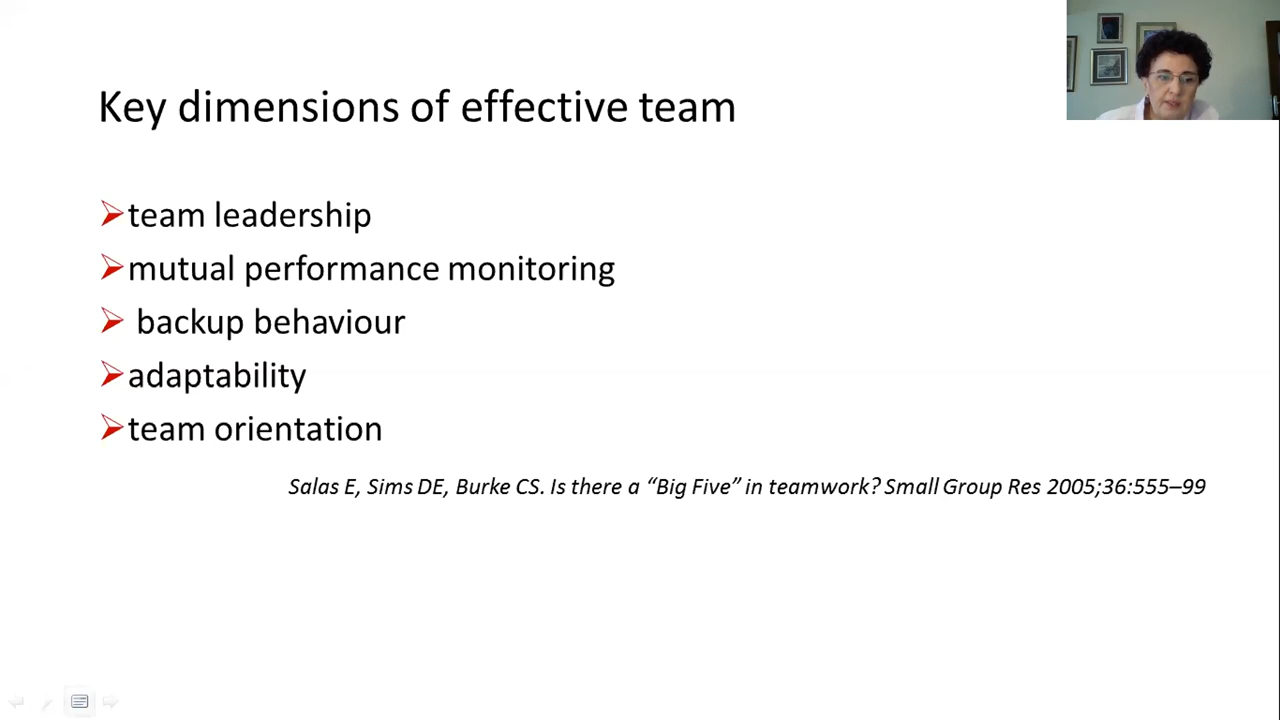 Key dimensions of effective team
team leadership
mutual performance monitoring
backup behaviour
adaptability
team orientation
Salas E, Sims DE, Burke CS. Is there a “Big Five” in teamwork? Small Group Res 2005;36:555–99